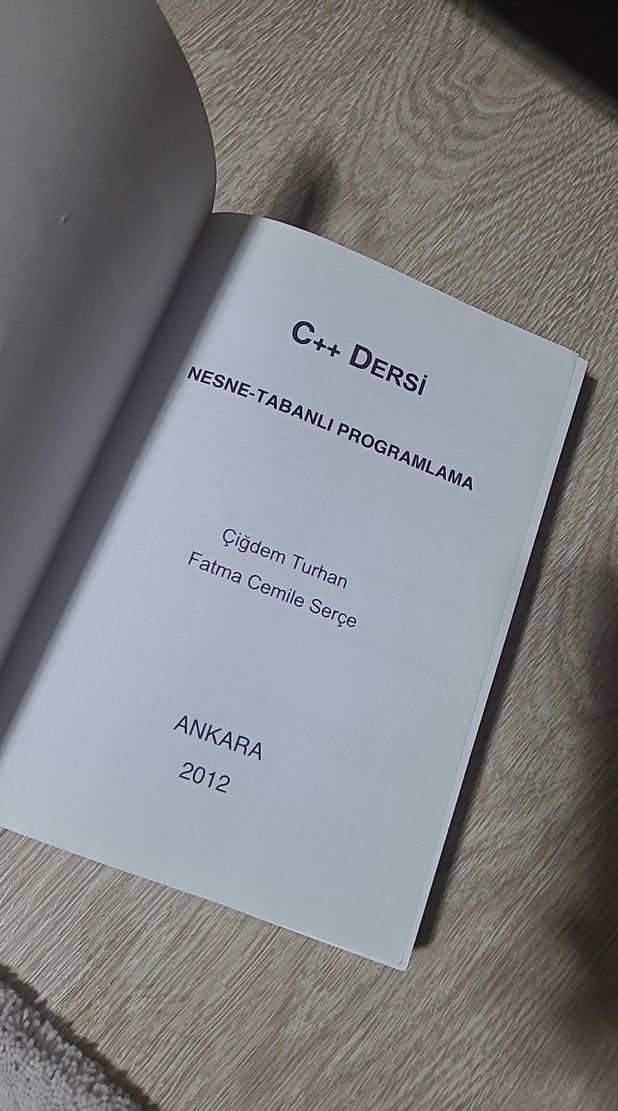 C++ DERSİ
NESNE-TABANLI PROGRAMLAMA
Çiğdem Turhan
Fatma Cemile Serçe
ANKARA
2012